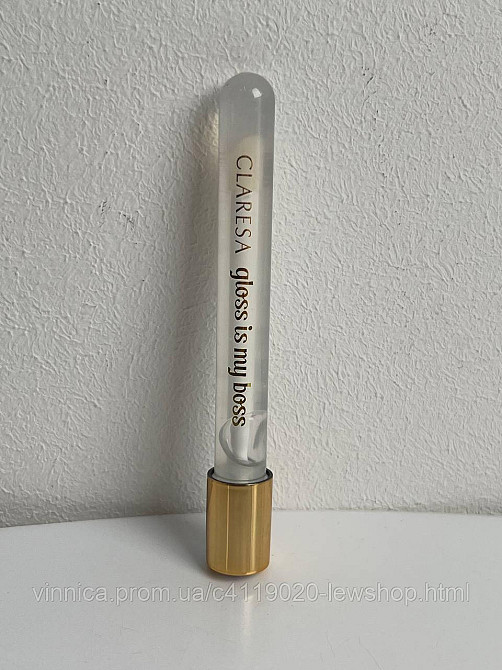 CLARESA gloss is my boss
vinnica.prom.ua/c4119020-lewshop.html